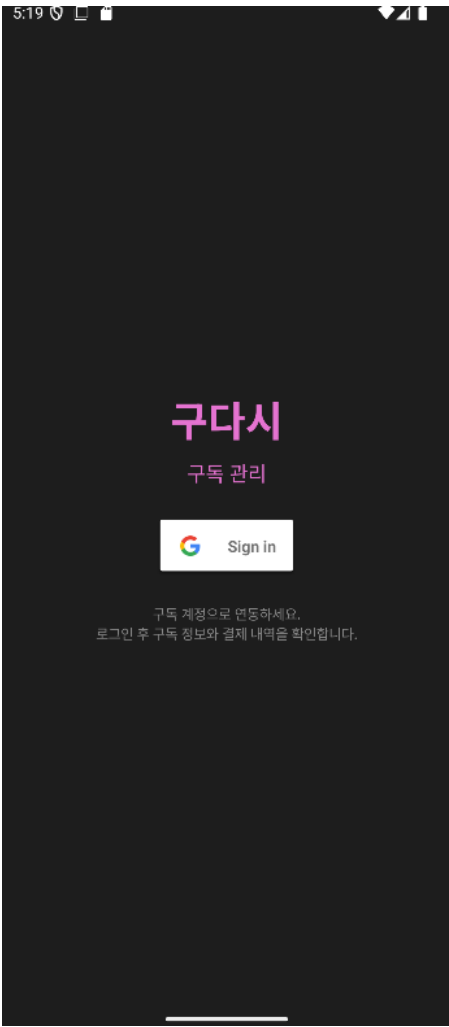 5:19
구다시
구독 관리
Sign in
구독 계정으로 연동하세요.
로그인 후 구독 정보와 결제 내역을 확인합니다.